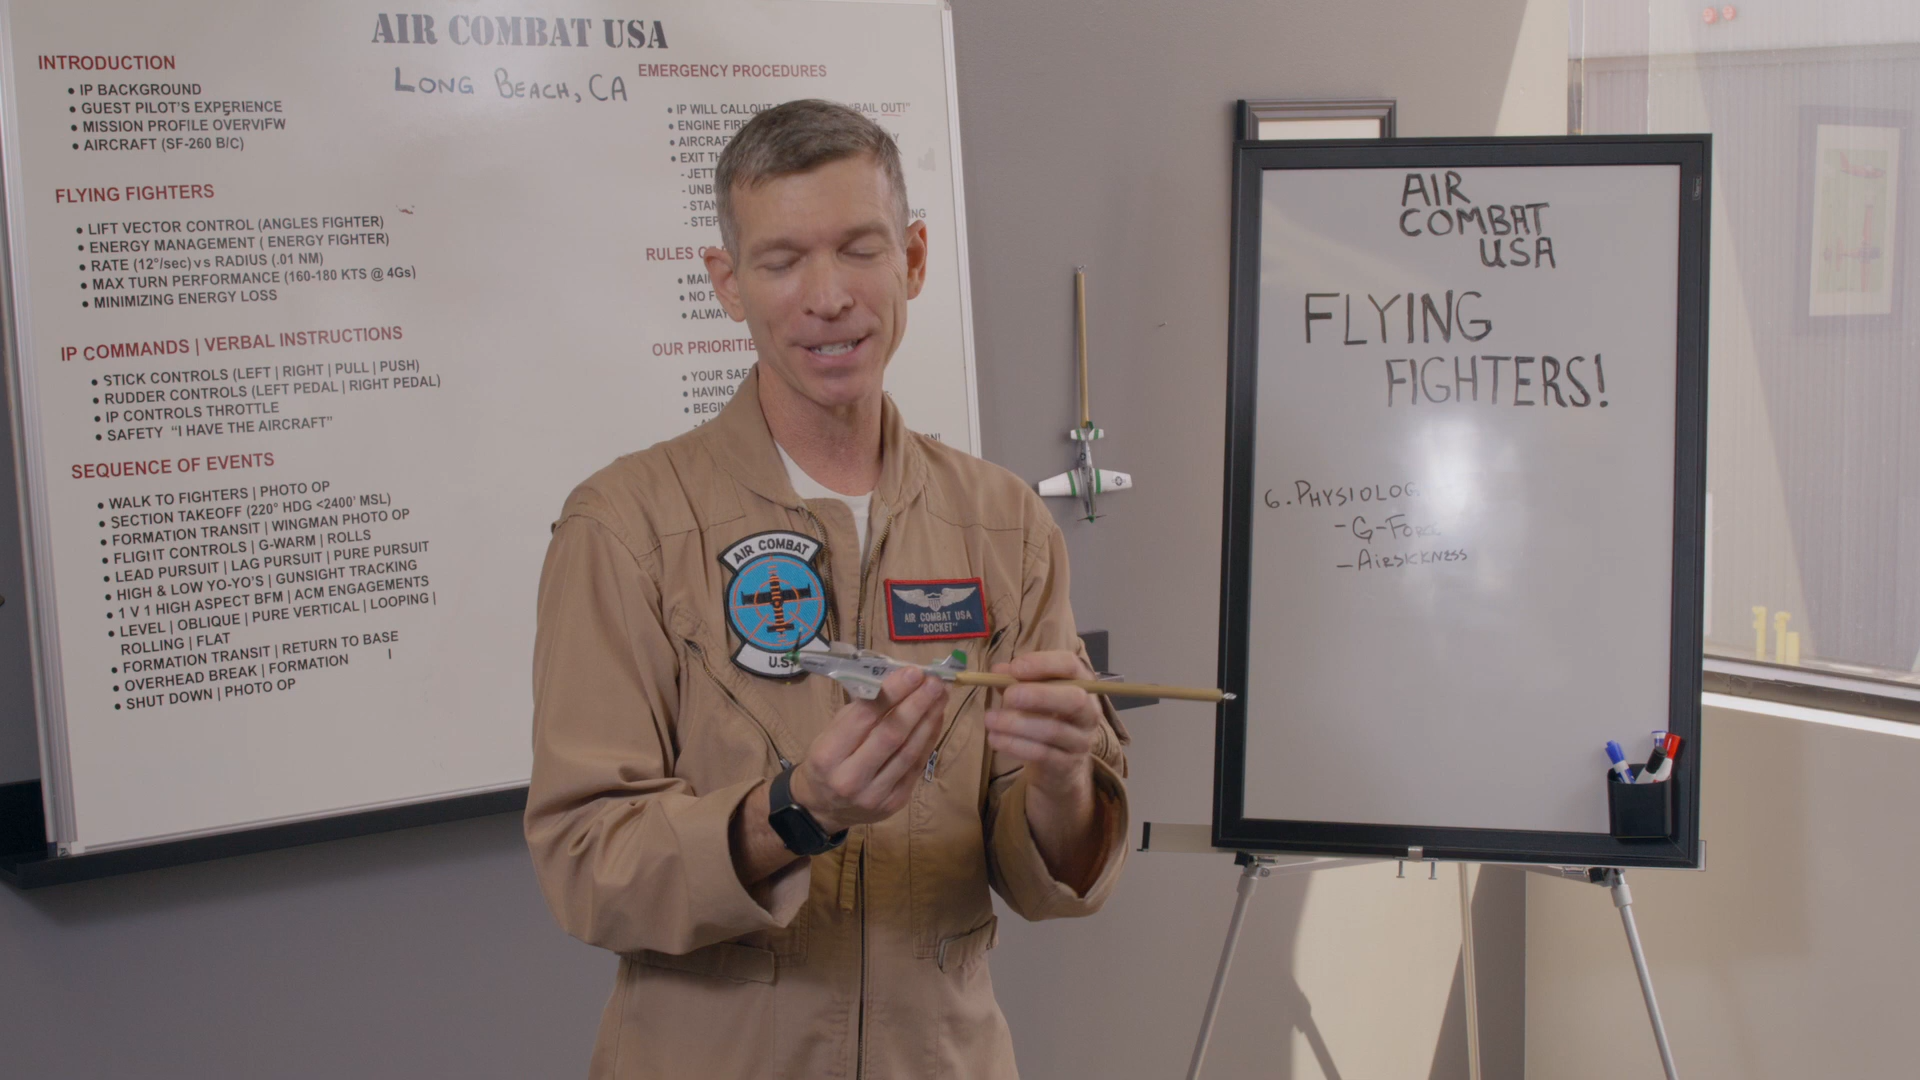 AIR COMBAT USA
LONG BEACH, CA
INTRODUCTION
• IP BACKGROUND
• GUEST PILOT'S EXPERIENCE
• MISSION PROFILE OVERVIEW
• AIRCRAFT (SF-260 B/C)
FLYING FIGHTERS
• LIFT VECTOR CONTROL (ANGLES FIGHTER)
• ENERGY MANAGEMENT ( ENERGY FIGHTER)
• RATE (12°/sec) vs RADIUS (.01 NM)
• MAX TURN PERFORMANCE (160-180 KTS @ 4Gs)
• MINIMIZING ENERGY LOSS
IP COMMANDS | VERBAL INSTRUCTIONS
• STICK CONTROLS (LEFT | RIGHT | PULL | PUSH)
• RUDDER CONTROLS (LEFT PEDAL | RIGHT PEDAL)
• IP CONTROLS THROTTLE
• SAFETY "I HAVE THE AIRCRAFT"
SEQUENCE OF EVENTS
• WALK TO FIGHTERS | PHOTO OP
• SECTION TAKEOFF (220° HDG <2400' MSL)
• FORMATION TRANSIT | WINGMAN PHOTO OP
• FLIGHT CONTROLS | G-WARM | ROLLS
• LEAD PURSUIT | LAG PURSUIT | PURE PURSUIT
• HIGH & LOW YO-YO'S | GUNSIGHT TRACKING
• 1 V 1 HIGH ASPECT BFM | ACM ENGAGEMENTS
• LEVEL | OBLIQUE | PURE VERTICAL | LOOPING |
ROLLING | FLAT
• FORMATION TRANSIT | RETURN TO BASE
• OVERHEAD BREAK | FORMATION
• SHUT DOWN | PHOTO OP
EMERGENCY PROCEDURES
• IP WILL CALLOUT "BAIL OUT!"
• ENGINE FIRE
• AIRCRAFT
• EXIT
RULES
• ALWAYS
OUR PRIORITIES
• YOUR
• HAVING
AIR COMBAT
U.S.
AIR COMBAT USA
"ROCKET"
67
AIR
COMBAT
USA
FLYING
FIGHTERS!
6. PHYSIOLOG
- G-FORCE
- AIRSICKNESS